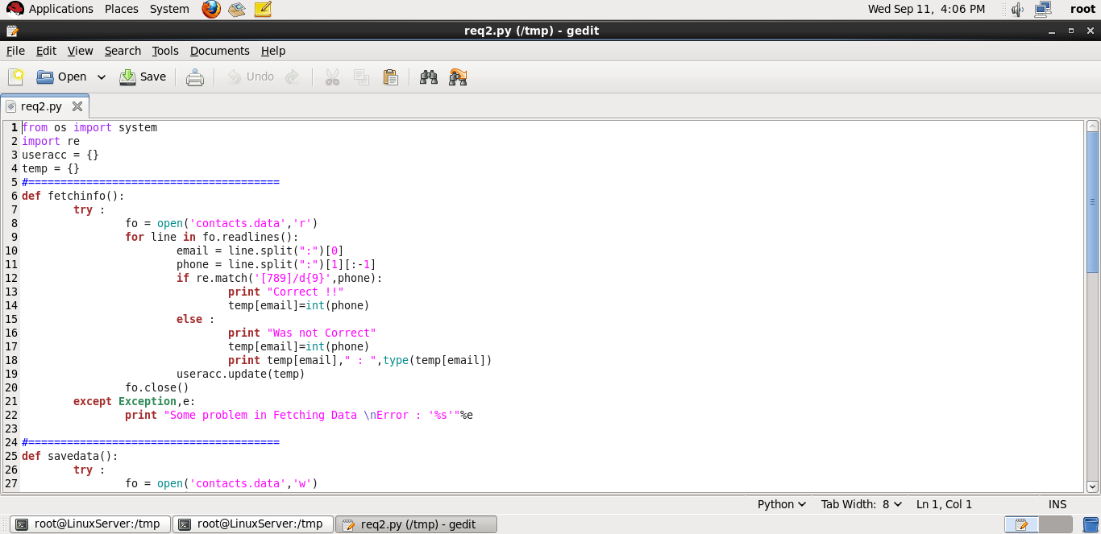 Applications Places System Wed Sep 11, 4:06 PM root
req2.py (/tmp) - gedit
File Edit View Search Tools Documents Help
Open Save Undo
req2.py
1 from os import system
2 import re
3 useracc = {}
4 temp = {}
5 #=======================================
6 def fetchinfo():
7         try :
8                 fo = open('contacts.data','r')
9                 for line in fo.readlines():
10                         email = line.split(":")[0]
11                         phone = line.split(":")[1][:-1]
12                         if re.match('[789]/d{9}',phone):
13                                 print "Correct !!"
14                                 temp[email]=int(phone)
15                         else :
16                                 print "Was not Correct"
17                                 temp[email]=int(phone)
18                                 print temp[email]," : ",type(temp[email])
19                         useracc.update(temp)
20                 fo.close()
21         except Exception,e:
22                 print "Some problem in Fetching Data \nError : '%s'"%e
23
24 #=======================================
25 def savedata():
26         try :
27                 fo = open('contacts.data','w')
Python Tab Width: 8 Ln 1, Col 1 INS
root@LinuxServer:/tmp root@LinuxServer:/tmp req2.py (/tmp) - gedit